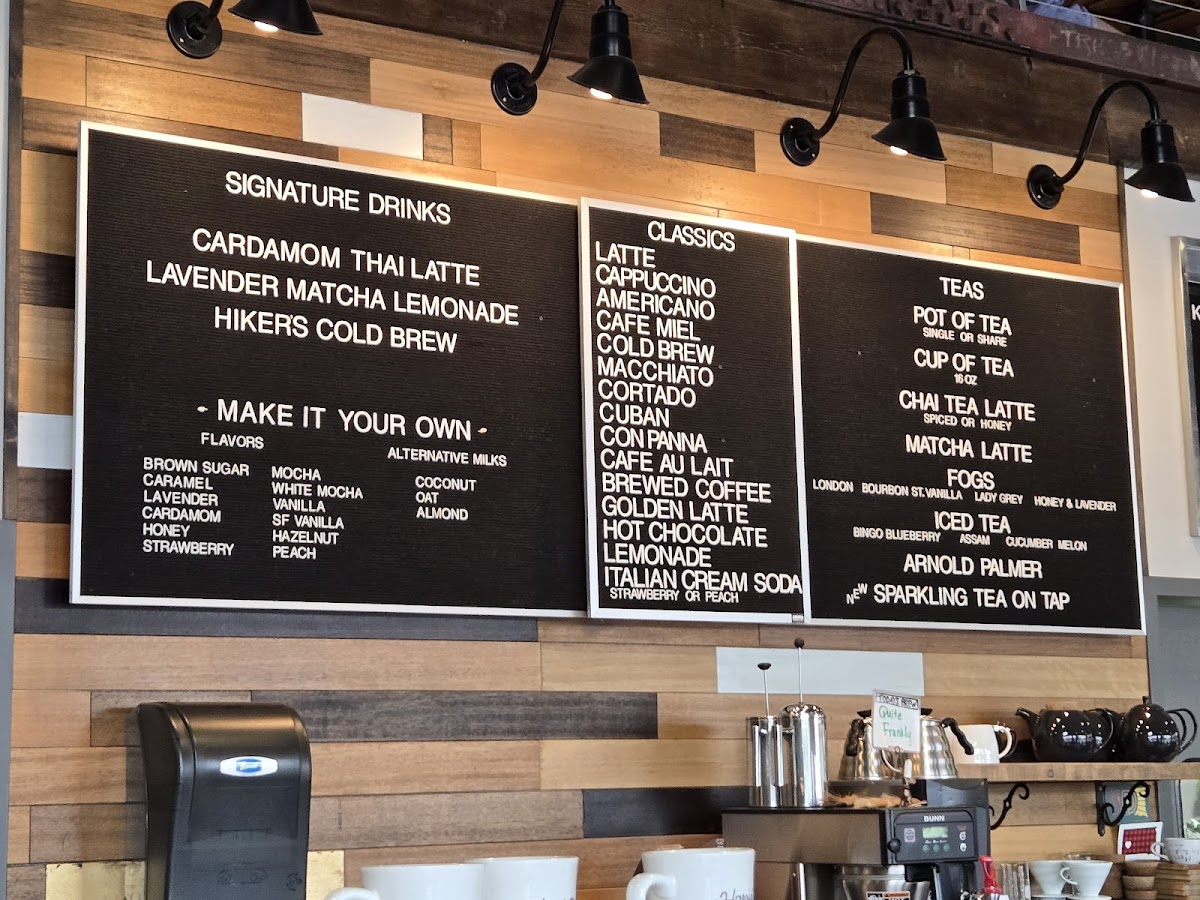 SIGNATURE DRINKS
CARDAMOM THAI LATTE
LAVENDER MATCHA LEMONADE
HIKER'S COLD BREW
- MAKE IT YOUR OWN -
FLAVORS
BROWN SUGAR
CARAMEL
LAVENDER
CARDAMOM
HONEY
STRAWBERRY
MOCHA
WHITE MOCHA
VANILLA
SF VANILLA
HAZELNUT
PEACH
ALTERNATIVE MILKS
COCONUT
OAT
ALMOND
CLASSICS
LATTE
CAPPUCCINO
AMERICANO
CAFE MIEL
COLD BREW
MACCHIATO
CORTADO
CUBAN
CON PANNA
CAFE AU LAIT
BREWED COFFEE
GOLDEN LATTE
HOT CHOCOLATE
LEMONADE
ITALIAN CREAM SODA
STRAWBERRY OR PEACH
TEAS
POT OF TEA
SINGLE OR SHARE
CUP OF TEA
16 OZ
CHAI TEA LATTE
SPICED OR HONEY
MATCHA LATTE
FOGS
LONDON BOURBON ST. VANILLA LADY GREY HONEY & LAVENDER
ICED TEA
BINGO BLUEBERRY ASSAM CUCUMBER MELON
ARNOLD PALMER
NEW SPARKLING TEA ON TAP
K
TODAY'S BREW
Quite
Frankly
BUNN